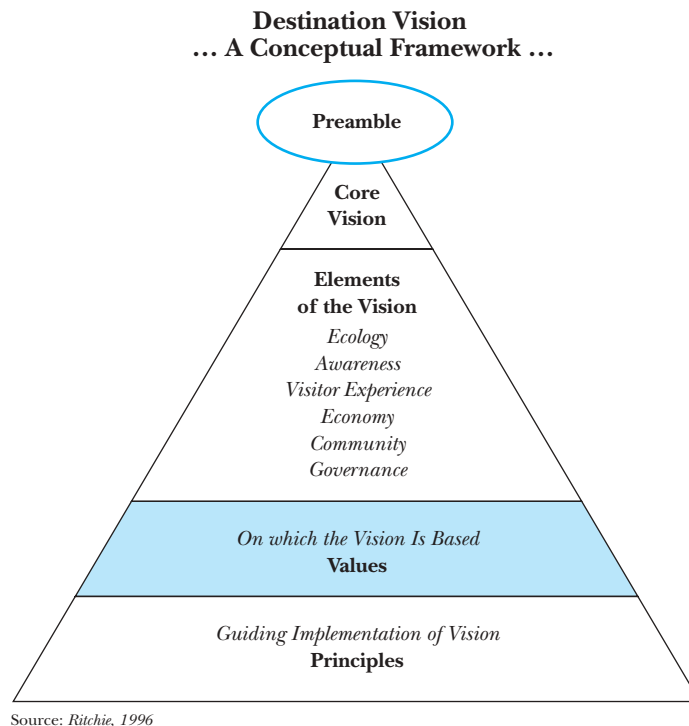 Destination Vision
… A Conceptual Framework …
Preamble
Core
Vision
Elements
of the Vision
Ecology
Awareness
Visitor Experience
Economy
Community
Governance
On which the Vision Is Based
Values
Guiding Implementation of Vision
Principles
Source: Ritchie, 1996